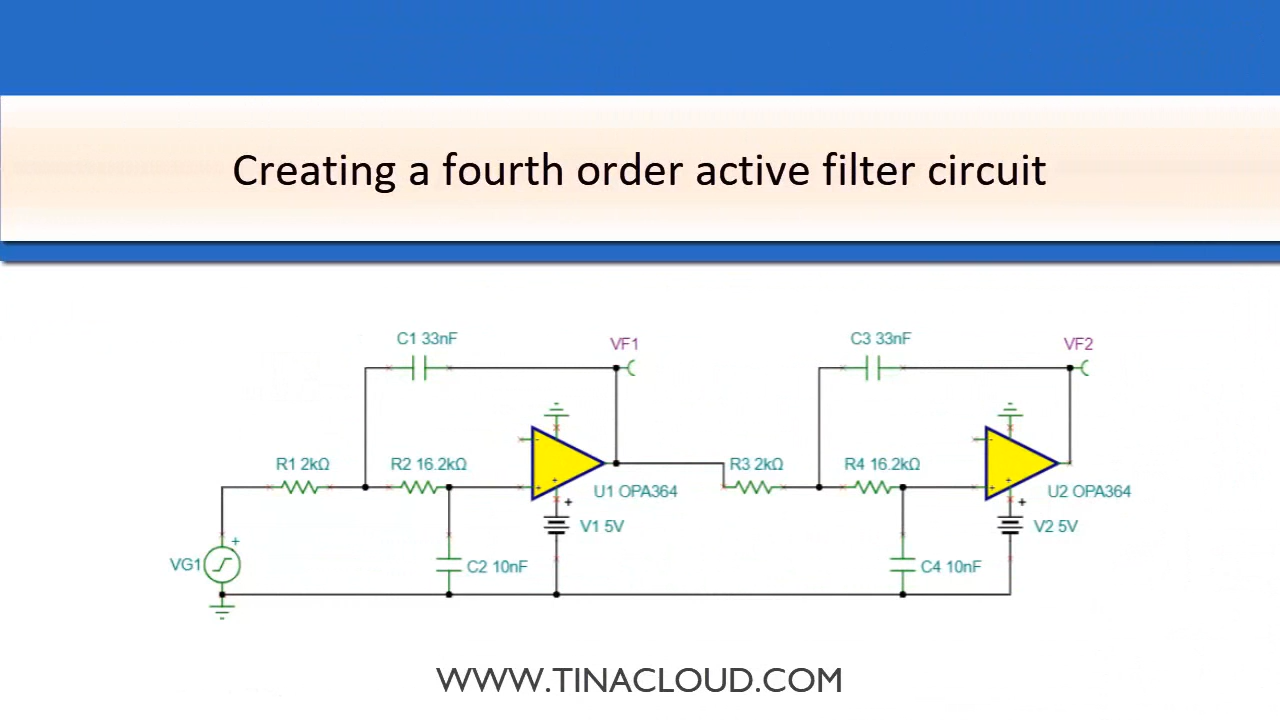 Creating a fourth order active filter circuit
C1 33nF
VF1
C3 33nF
VF2
R1 2kΩ
R2 16.2kΩ
U1 OPA364
R3 2kΩ
R4 16.2kΩ
U2 OPA364
V1 5V
V2 5V
VG1
C2 10nF
C4 10nF
WWW.TINACLOUD.COM